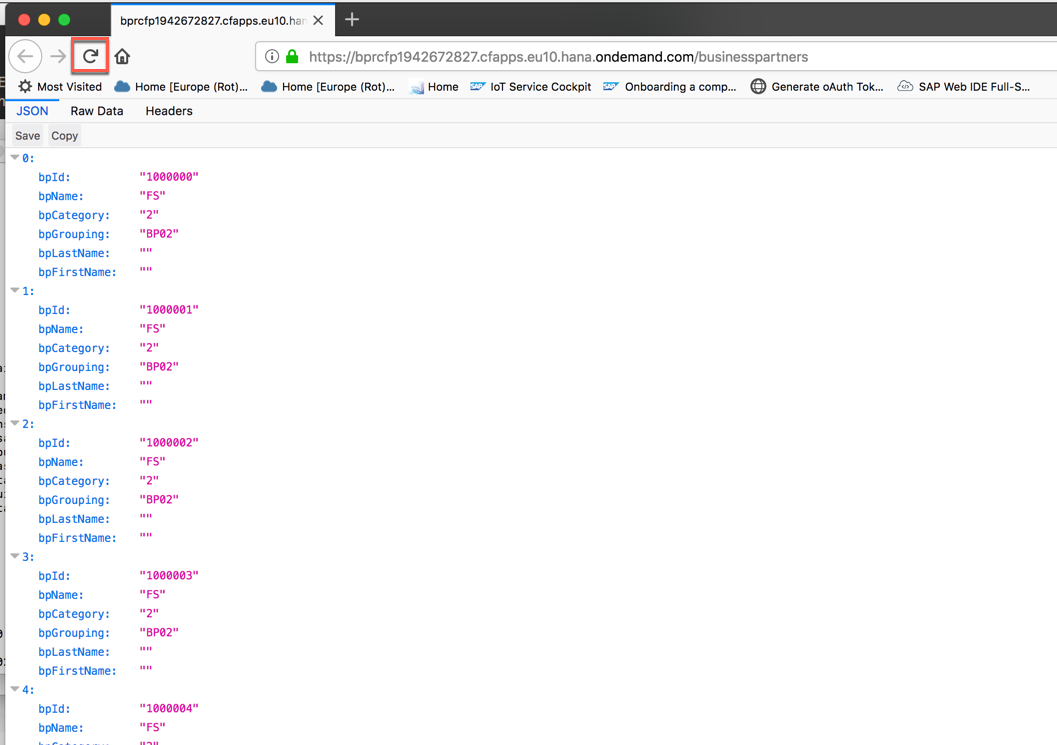 bprcfp1942672827.cfapps.eu10.han
https://bprcfp1942672827.cfapps.eu10.hana.ondemand.com/businesspartners
Most Visited Home [Europe (Rot)... Home [Europe (Rot)... Home IoT Service Cockpit Onboarding a comp... Generate oAuth Tok... SAP Web IDE Full-S...
JSON Raw Data Headers
Save Copy
0:
bpId: "1000000"
bpName: "FS"
bpCategory: "2"
bpGrouping: "BP02"
bpLastName: ""
bpFirstName: ""
1:
bpId: "1000001"
bpName: "FS"
bpCategory: "2"
bpGrouping: "BP02"
bpLastName: ""
bpFirstName: ""
2:
bpId: "1000002"
bpName: "FS"
bpCategory: "2"
bpGrouping: "BP02"
bpLastName: ""
bpFirstName: ""
3:
bpId: "1000003"
bpName: "FS"
bpCategory: "2"
bpGrouping: "BP02"
bpLastName: ""
bpFirstName: ""
4:
bpId: "1000004"
bpName: "FS"
bpCategory: "2"